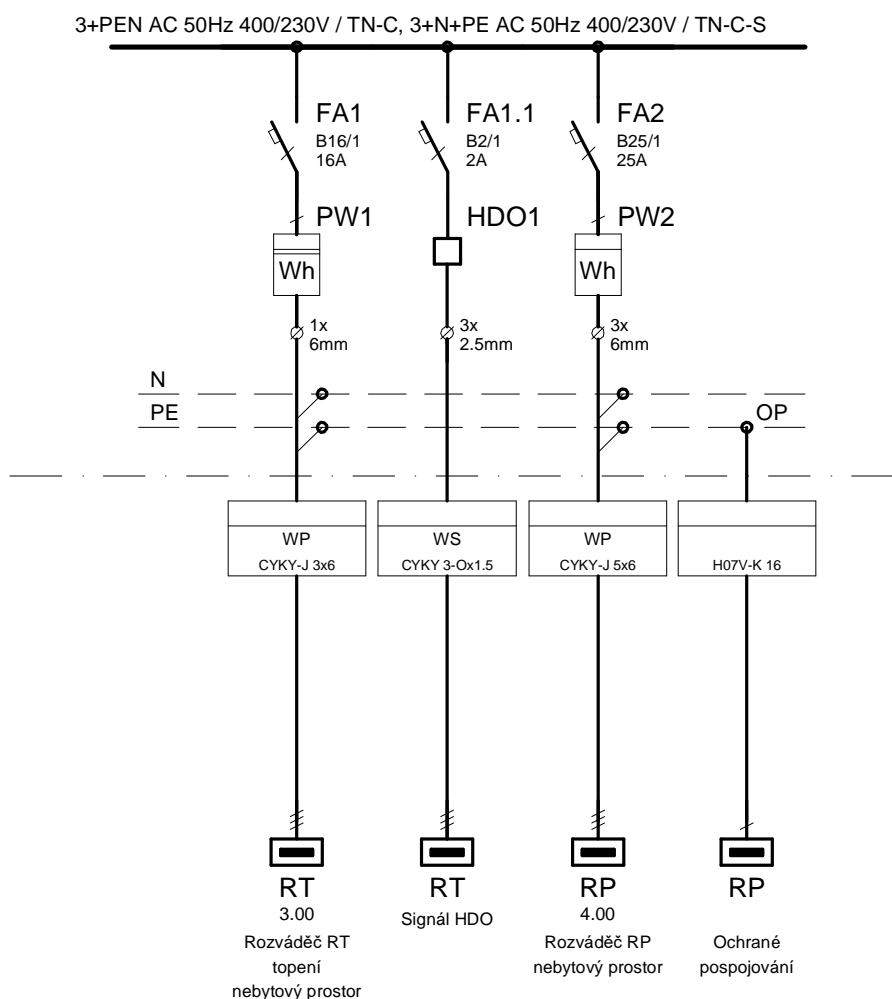 3+PEN AC 50Hz 400/230V / TN-C, 3+N+PE AC 50Hz 400/230V / TN-C-S
FA1
B16/1
16A
FA1.1
B2/1
2A
FA2
B25/1
25A
PW1
Wh
HDO1
PW2
Wh
1x
6mm
3x
2.5mm
3x
6mm
N
PE
OP
WP
CYKY-J 3x6
WS
CYKY 3-Ox1.5
WP
CYKY-J 5x6
H07V-K 16
RT
3.00
Rozváděč RT
topení
nebytový prostor
RT
Signál HDO
RP
4.00
Rozváděč RP
nebytový prostor
RP
Ochrané
pospojování